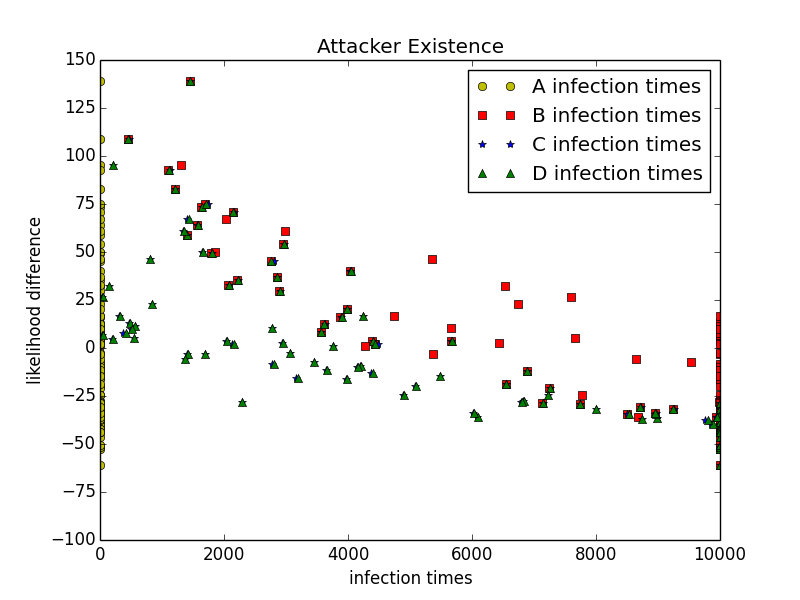 Attacker Existence
150
125
100
75
50
25
0
−25
−50
−75
−100
likelihood difference
A infection times
B infection times
C infection times
D infection times
0 2000 4000 6000 8000 10000
infection times